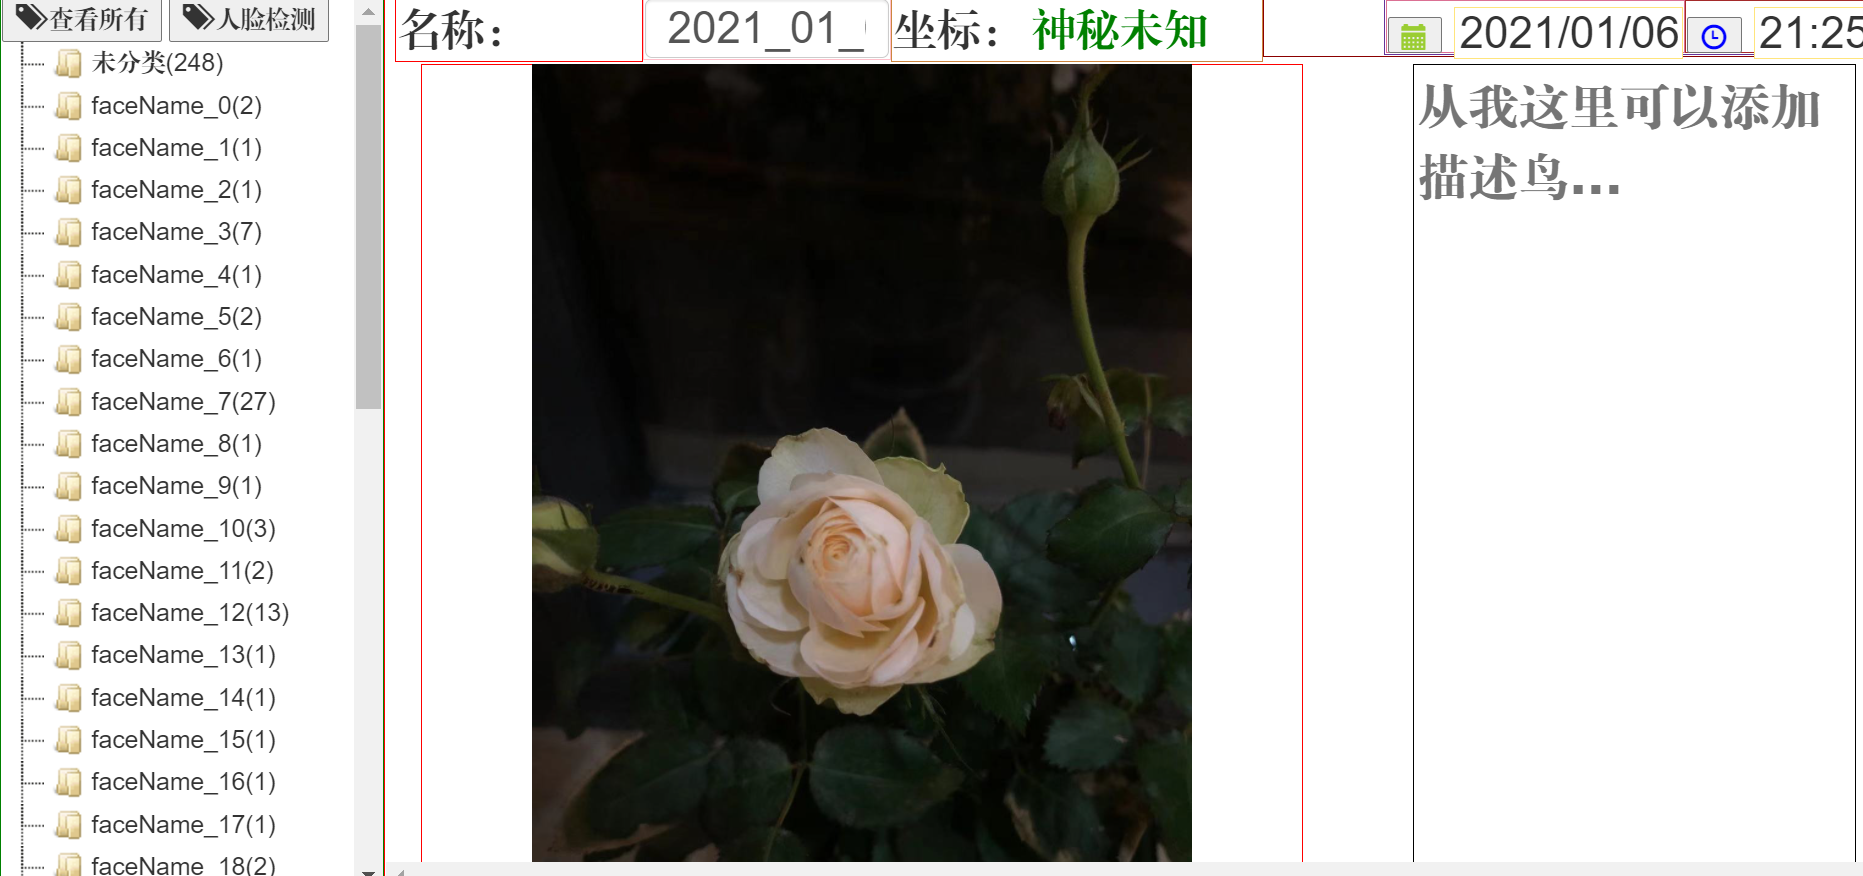 查看所有 人脸检测
未分类(248)
faceName_0(2)
faceName_1(1)
faceName_2(1)
faceName_3(7)
faceName_4(1)
faceName_5(2)
faceName_6(1)
faceName_7(27)
faceName_8(1)
faceName_9(1)
faceName_10(3)
faceName_11(2)
faceName_12(13)
faceName_13(1)
faceName_14(1)
faceName_15(1)
faceName_16(1)
faceName_17(1)
faceName_18(2)
名称： 2021_01_ 坐标： 神秘未知 2021/01/06 21:25
从我这里可以添加
描述鸟...